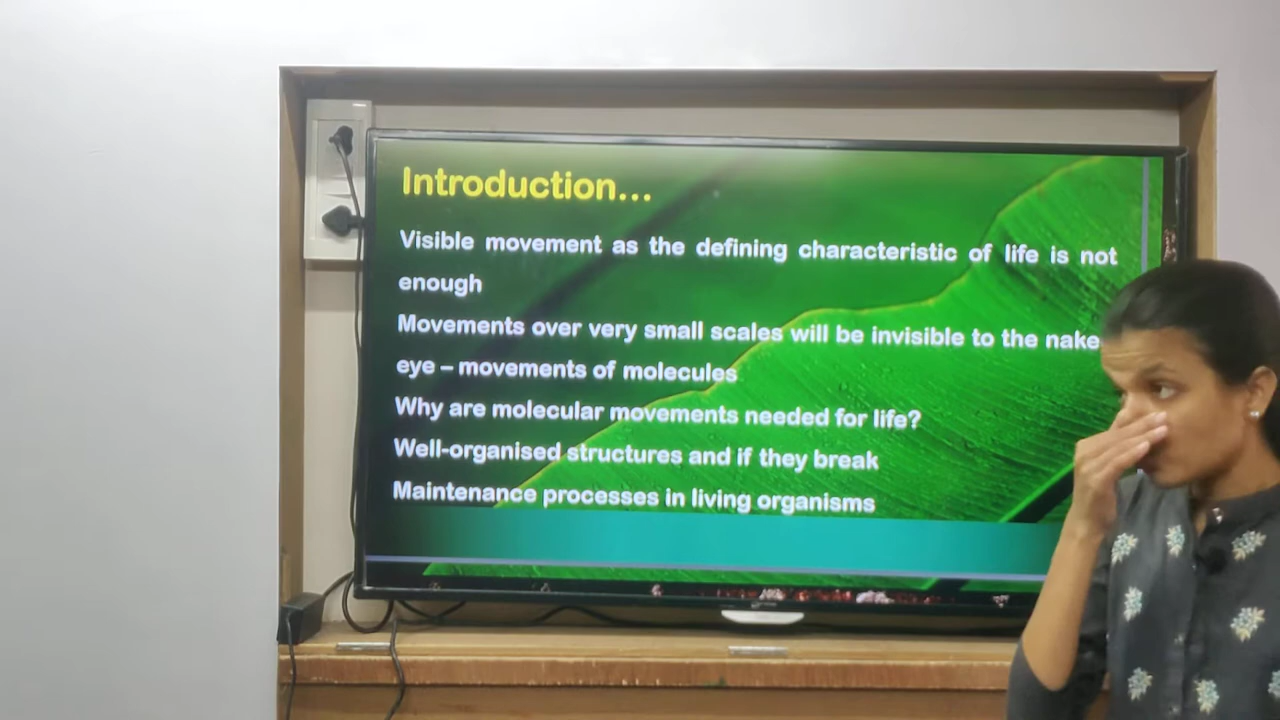 Introduction...
Visible movement as the defining characteristic of life is not
enough
Movements over very small scales will be invisible to the nake
eye – movements of molecules
Why are molecular movements needed for life?
Well-organised structures and if they break
Maintenance processes in living organisms